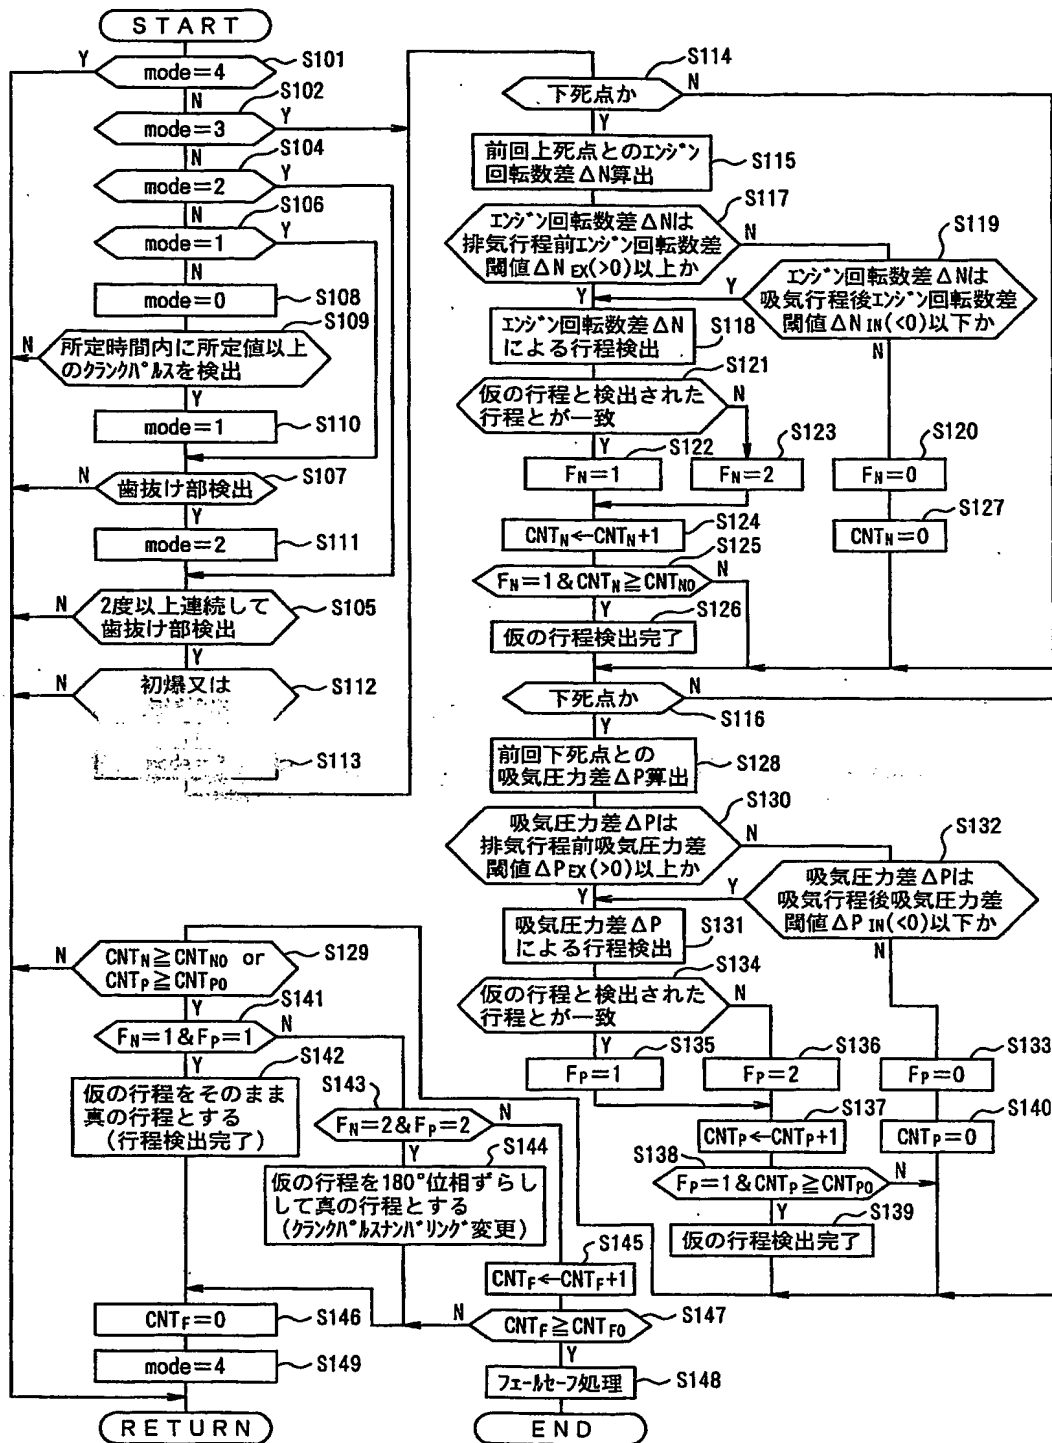 START
S101
Y
mode=4
N
S102
Y
mode=3
N
S104
Y
mode=2
N
S106
Y
mode=1
N
mode=0
S108
S109
N
所定時間内に所定値以上
のクランクパルスを検出
Y
mode=1
S110
N
歯抜け部検出
S107
Y
mode=2
S111
N
2度以上連続して
歯抜け部検出
S105
Y
N
初爆又は
S112
S113
S114
下死点か
N
Y
前回上死点とのエンジン
回転数差ΔN算出
S115
S117
エンジン回転数差ΔNは
排気行程前エンジン回転数差
閾値ΔNEX(>0)以上か
N
Y
S119
エンジン回転数差ΔNは
吸気行程後エンジン回転数差
閾値ΔNIN(<0)以下か
Y
N
エンジン回転数差ΔN
による行程検出
S118
S121
仮の行程と検出された
行程とが一致
N
Y
S122
FN=1
S123
FN=2
S120
FN=0
S127
CNTN=0
S124
CNTN←CNTN+1
S125
FN=1&CNTN≧CNTNO
N
Y
S126
仮の行程検出完了
下死点か
N
S116
Y
前回下死点との
吸気圧力差ΔP算出
S128
S130
吸気圧力差ΔPは
排気行程前吸気圧力差
閾値ΔPEX(>0)以上か
N
Y
S132
吸気圧力差ΔPは
吸気行程後吸気圧力差
閾値ΔPIN(<0)以下か
Y
N
吸気圧力差ΔP
による行程検出
S131
S134
仮の行程と検出された
行程とが一致
N
Y
S135
FP=1
S136
FP=2
S133
FP=0
S140
CNTP=0
S137
CNTP←CNTP+1
S138
FP=1&CNTP≧CNTPO
N
Y
S139
仮の行程検出完了
N
CNTN≧CNTNO or
CNTP≧CNTPO
S129
Y
S141
FN=1&FP=1
N
Y
S142
仮の行程をそのまま
真の行程とする
(行程検出完了)
S143
FN=2&FP=2
N
Y
S144
仮の行程を180°位相ずらし
して真の行程とする
(クランクパルスナンバリング変更)
S145
CNTF←CNTF+1
CNTF≧CNTFO
S147
N
Y
CNTF=0
S146
mode=4
S149
フェールセーフ処理
S148
RETURN
END